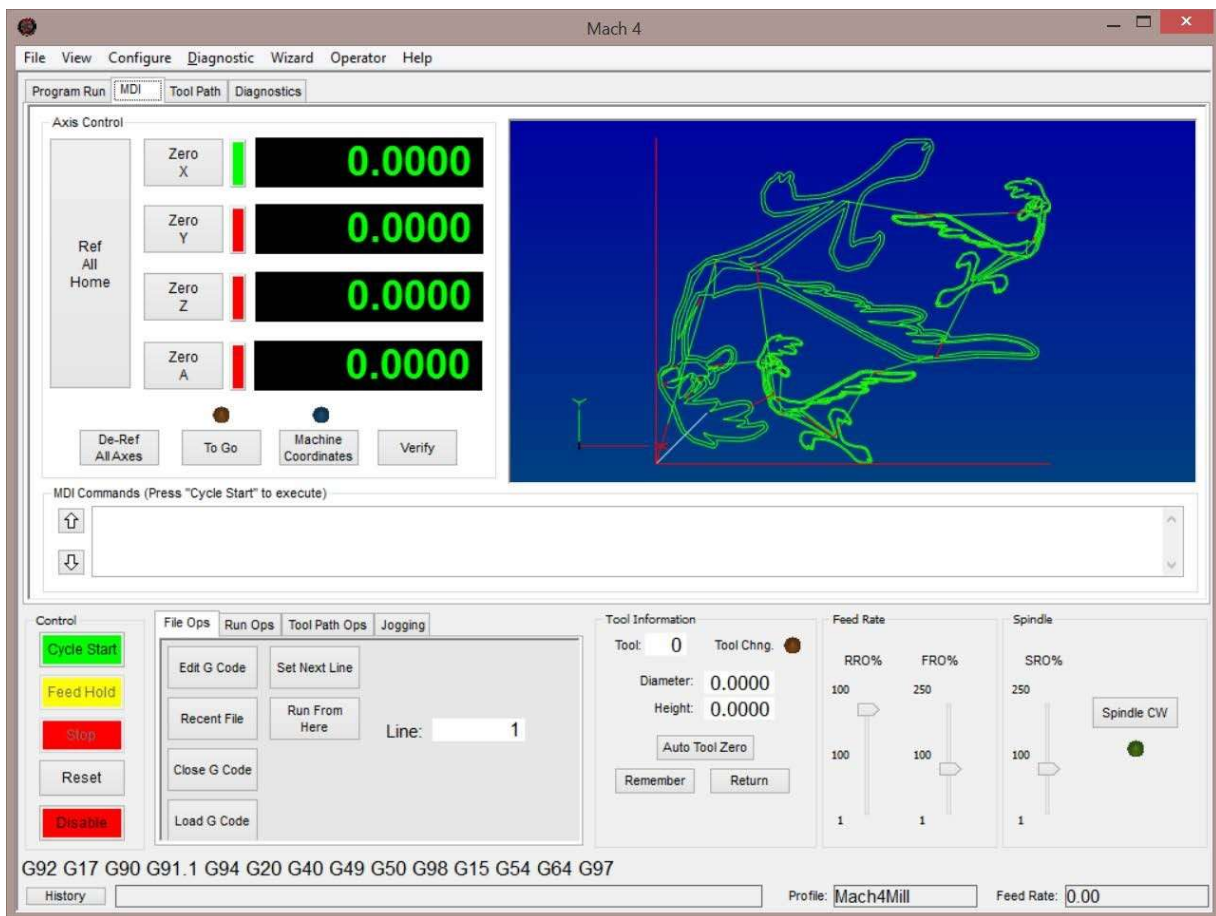 Mach 4
File View Configure Diagnostic Wizard Operator Help
Program Run MDI Tool Path Diagnostics
Axis Control
Ref
All
Home
Zero
X
0.0000
Zero
Y
0.0000
Zero
Z
0.0000
Zero
A
0.0000
De-Ref
All Axes
To Go
Machine
Coordinates
Verify
MDI Commands (Press "Cycle Start" to execute)
Control
Cycle Start
Feed Hold
Stop
Reset
Disable
File Ops Run Ops Tool Path Ops Jogging
Edit G Code Set Next Line
Recent File
Run From
Here
Line: 1
Close G Code
Load G Code
Tool Information
Tool: 0 Tool Chng.
Diameter: 0.0000
Height: 0.0000
Auto Tool Zero
Remember Return
Feed Rate
RRO% FRO%
100 250
100 100
1 1
Spindle
SRO%
250
100
1
Spindle CW
G92 G17 G90 G91.1 G94 G20 G40 G49 G50 G98 G15 G54 G64 G97
History Profile: Mach4Mill Feed Rate: 0.00